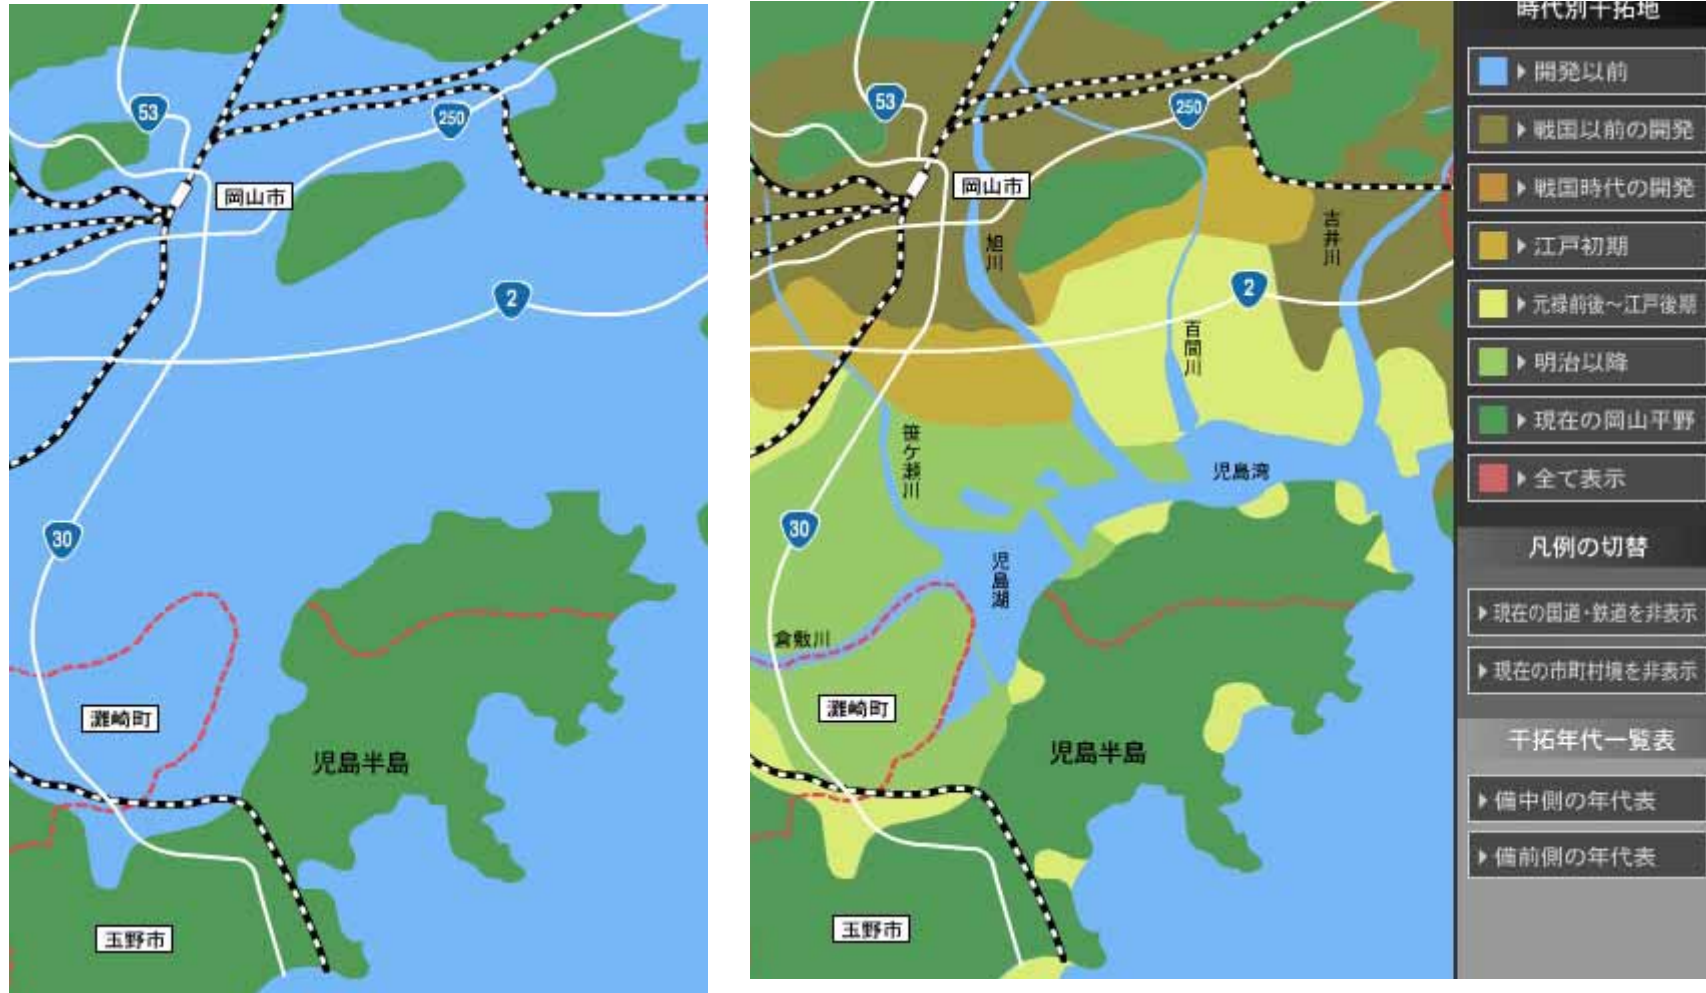 53
250
岡山市
2
30
灘崎町
児島半島
玉野市
53
250
岡山市
旭川
吉井川
2
百間川
笹ケ瀬川
児島湾
30
児島湖
倉敷川
灘崎町
児島半島
玉野市
時代別干拓地
開発以前
戦国以前の開発
戦国時代の開発
江戸初期
元禄前後～江戸後期
明治以降
現在の岡山平野
全て表示
凡例の切替
現在の国道・鉄道を非表示
現在の市町村境を非表示
干拓年代一覧表
備中側の年代表
備前側の年代表